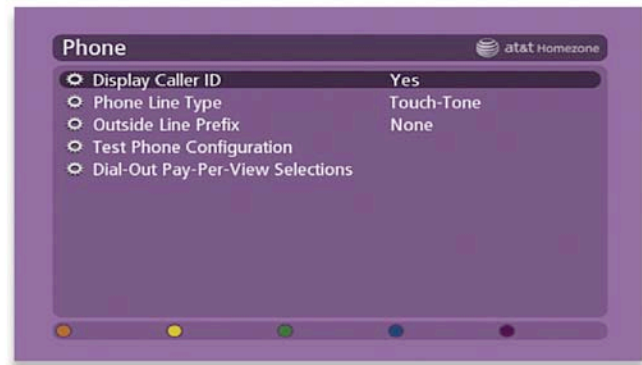 Phone
at&t Homezone
Display Caller ID Yes
Phone Line Type Touch-Tone
Outside Line Prefix None
Test Phone Configuration
Dial-Out Pay-Per-View Selections